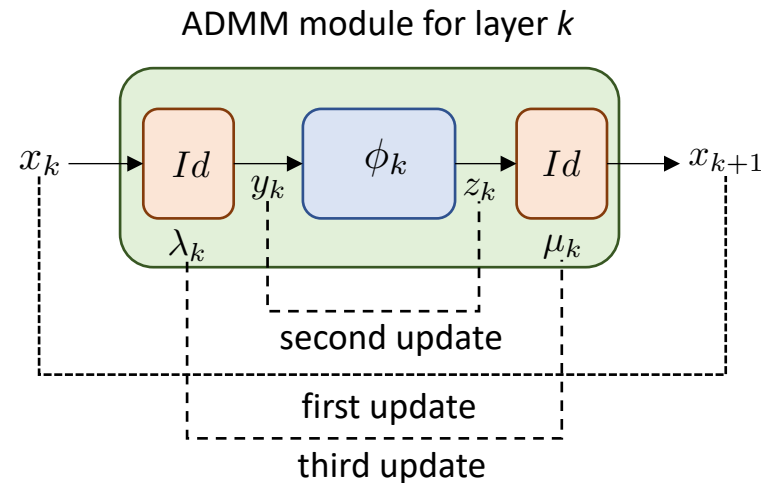 ADMM module for layer k
x_k Id y_k ϕ_k z_k Id x_{k+1}
λ_k μ_k
second update
first update
third update